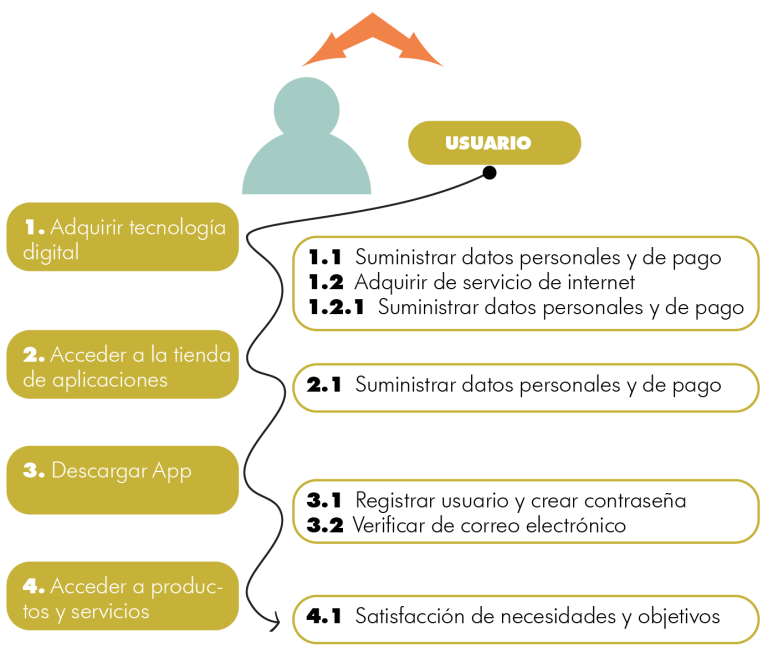 USUARIO
1. Adquirir tecnología
digital
1.1 Suministrar datos personales y de pago
1.2 Adquirir de servicio de internet
1.2.1 Suministrar datos personales y de pago
2. Acceder a la tienda
de aplicaciones
2.1 Suministrar datos personales y de pago
3. Descargar App
3.1 Registrar usuario y crear contraseña
3.2 Verificar de correo electrónico
4. Acceder a produc-
tos y servicios
4.1 Satisfacción de necesidades y objetivos